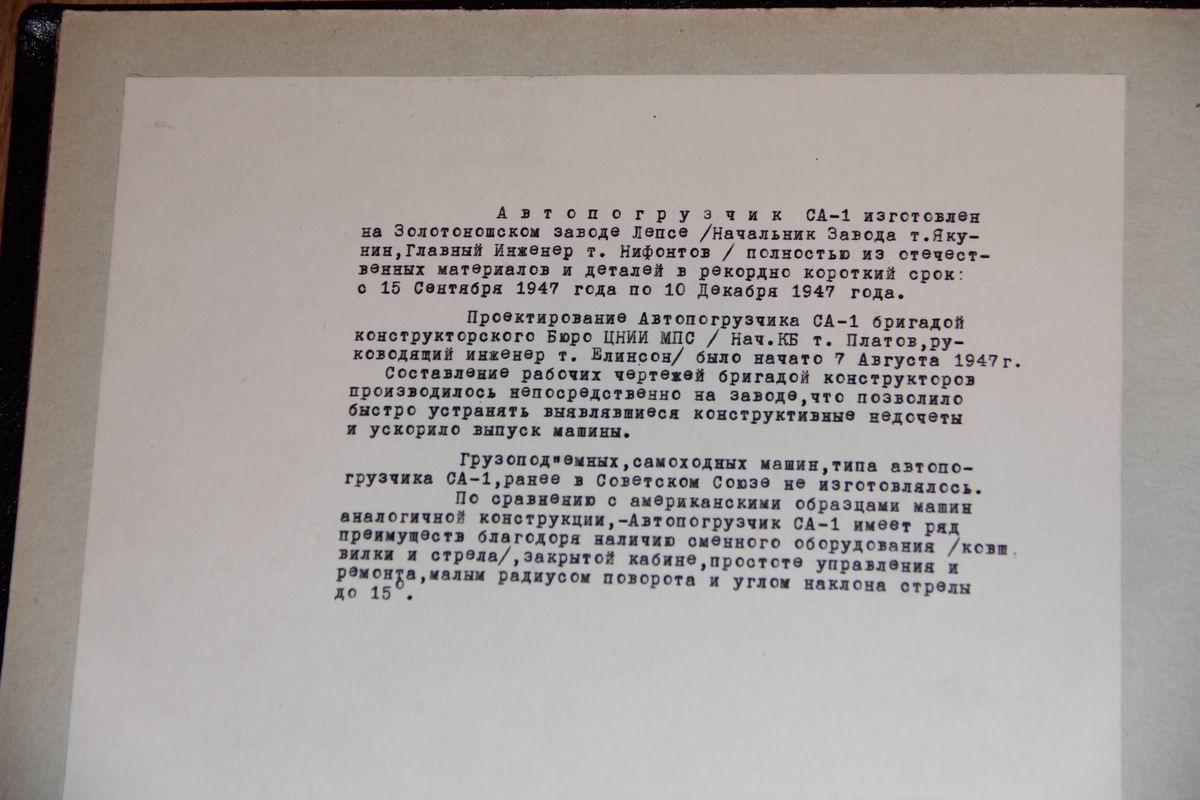 А в т о п о г р у з ч и к СА-1 изготовлен
на Золотоношском заводе Лепсе /Начальник Завода т.Яку-
нин,Главный Инженер т. Нифонтов / полностью из отечест-
венных материалов и деталей в рекордно короткий срок:
с 15 Сентября 1947 года по 10 Декабря 1947 года.
Проектирование Автопогрузчика СА-1 бригадой
конструкторского Бюро ЦНИИ МПС / Нач.КБ т. Платов,ру-
ководящий инженер т. Елинсон/ было начато 7 Августа 1947г.
Составление рабочих чертежей бригадой конструкторов
производилось непосредственно на заводе,что позволило
быстро устранять выявлявшиеся конструктивные недочеты
и ускорило выпуск машины.
Грузопод"емных,самоходных машин,типа автопо-
грузчика СА-1,ранее в Советском Союзе не изготовлялось.
По сравнению с американскими образцами машин
аналогичной конструкции,-Автопогрузчик СА-1 имеет ряд
преимуществ благодоря наличию сменного оборудования /ковш,
вилки и стрела/,закрытой кабине,простоте управления и
ремонта,малым радиусом поворота и углом наклона стрелы
до 15°.